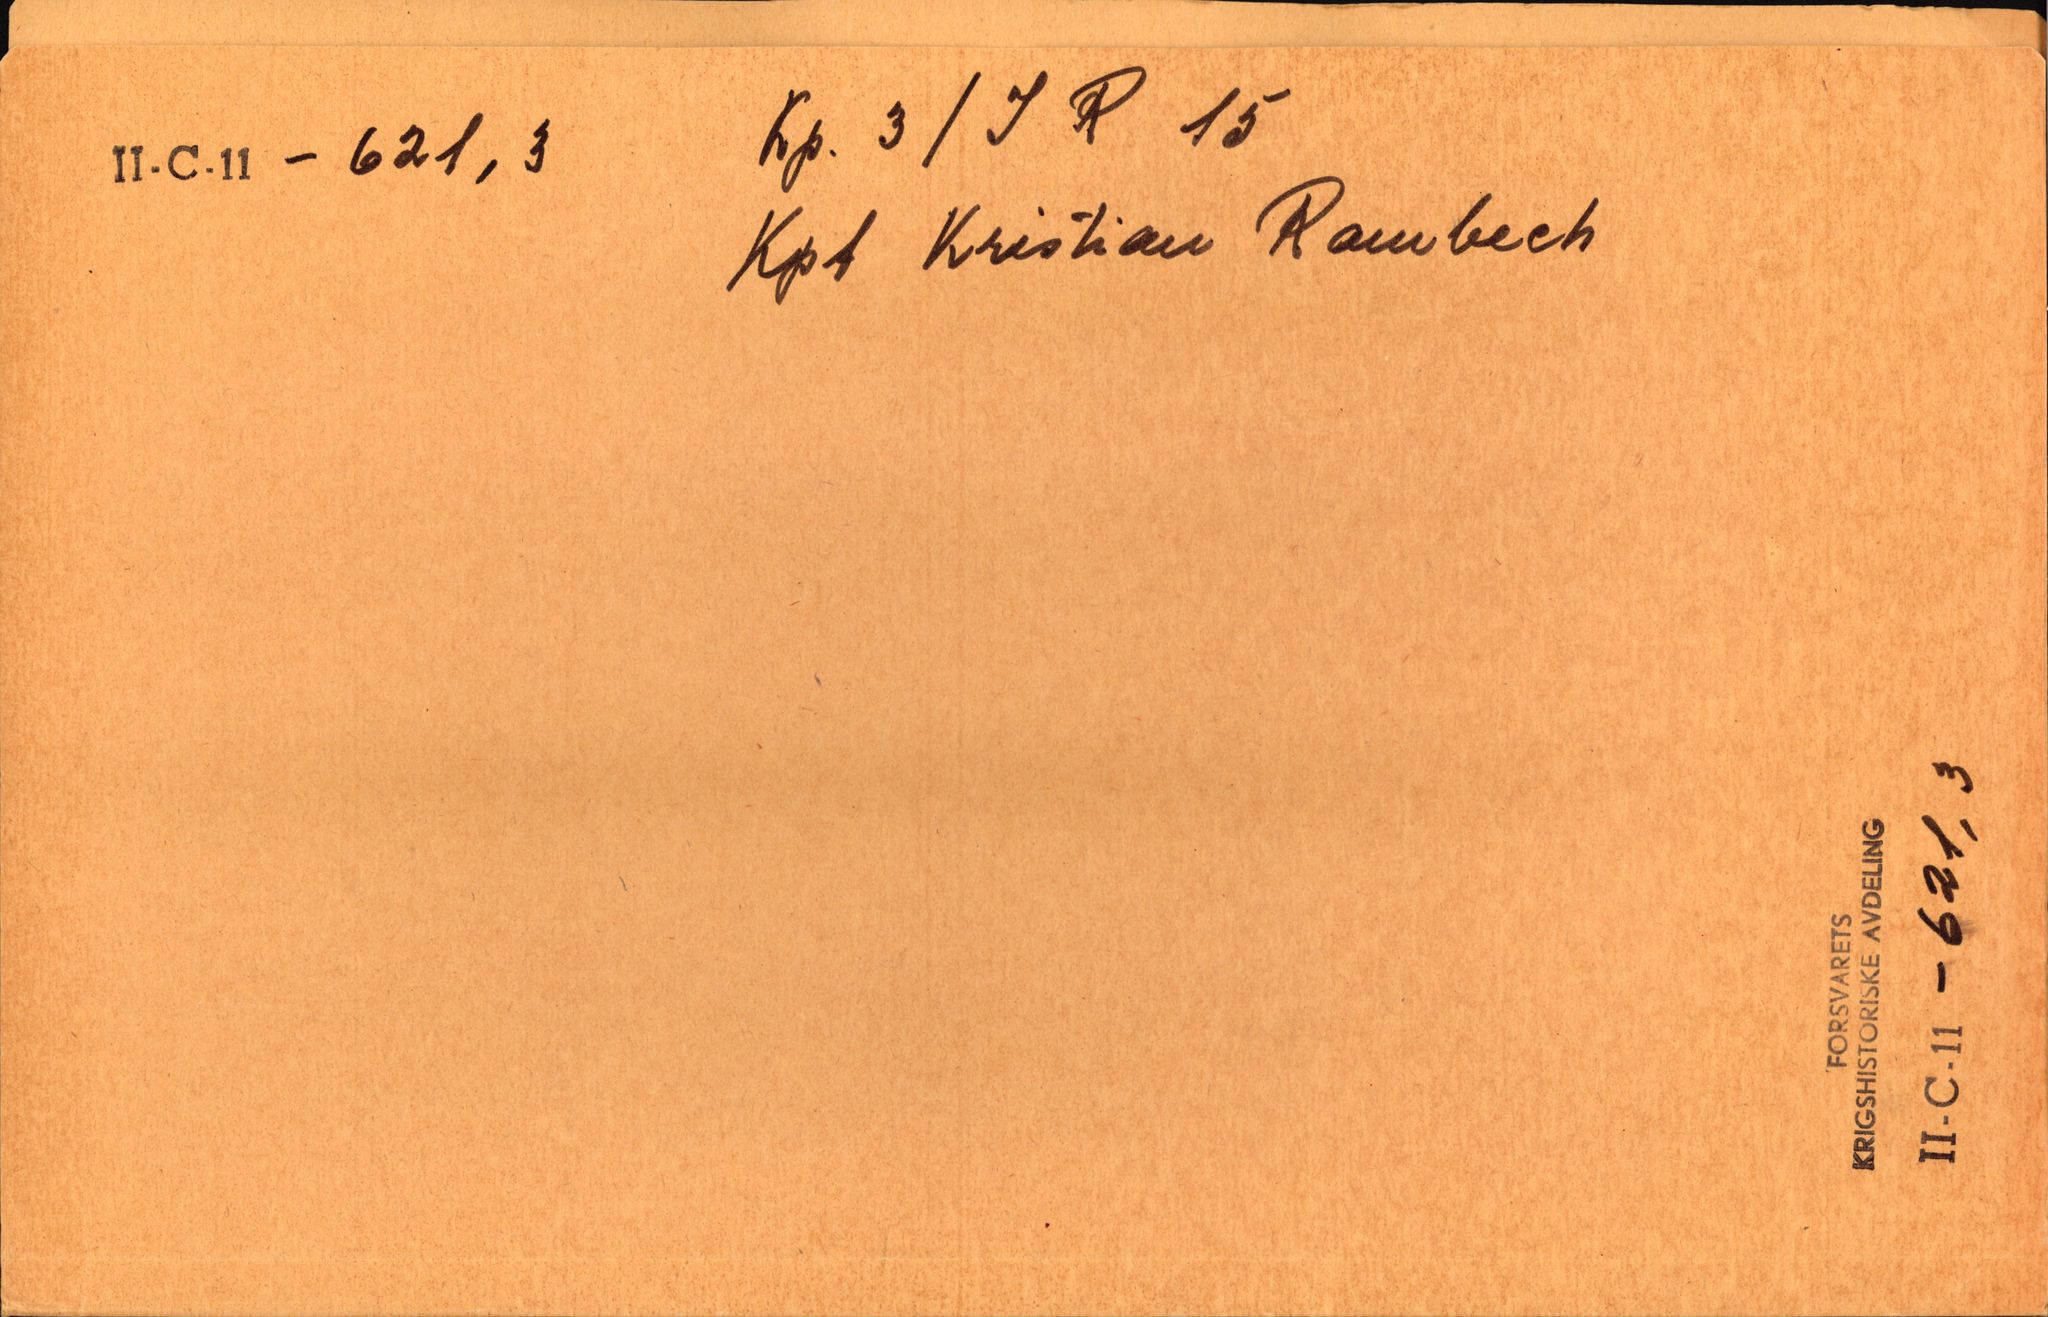 II-C-11 - 621, 3
Kp. 3 / I R 15
Kpt Kristian Rambech
FORSVARETS
KRIGSHISTORISKE AVDELING
II-C-11 - 621, 3